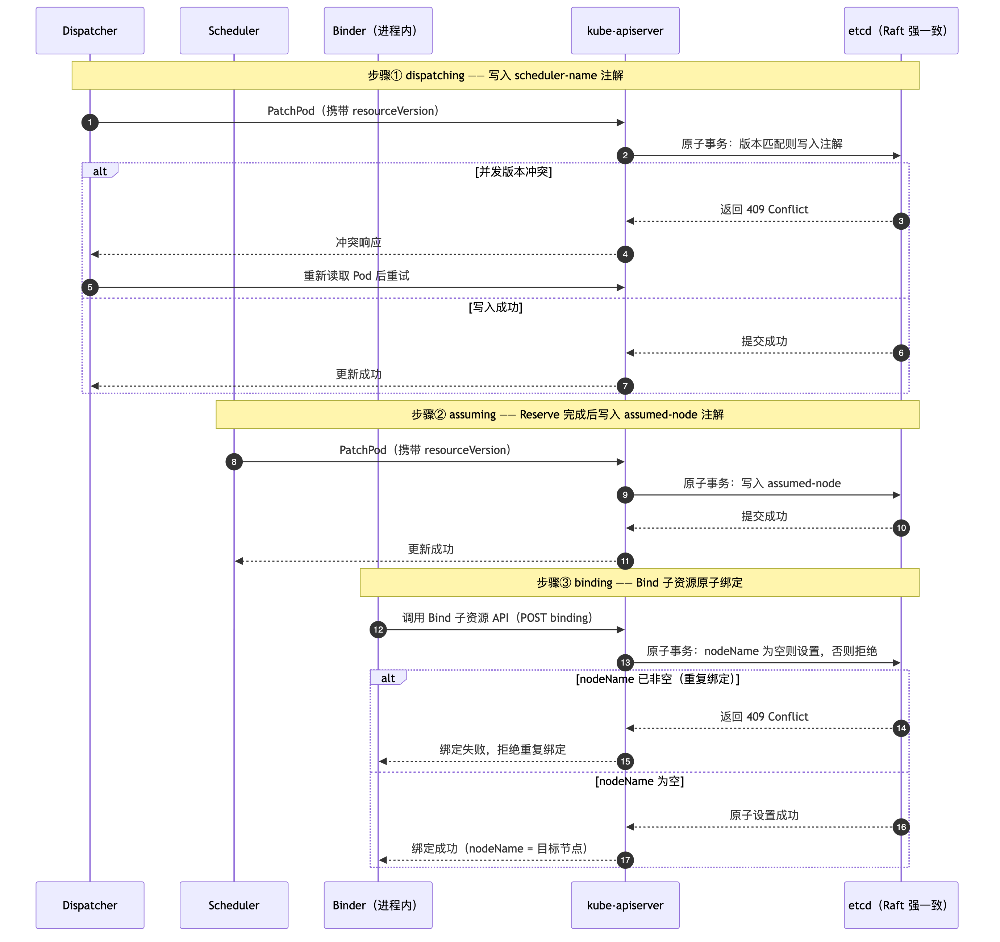 Dispatcher
Scheduler
Binder（进程内）
kube-apiserver
etcd（Raft 强一致）
步骤① dispatching —— 写入 scheduler-name 注解
PatchPod（携带 resourceVersion）
1
原子事务：版本匹配则写入注解
2
alt
[并发版本冲突]
返回 409 Conflict
3
冲突响应
4
重新读取 Pod 后重试
5
[写入成功]
提交成功
6
更新成功
7
步骤② assuming —— Reserve 完成后写入 assumed-node 注解
PatchPod（携带 resourceVersion）
8
原子事务：写入 assumed-node
9
提交成功
10
更新成功
11
步骤③ binding —— Bind 子资源原子绑定
调用 Bind 子资源 API（POST binding）
12
原子事务：nodeName 为空则设置，否则拒绝
13
alt
[nodeName 已非空（重复绑定）]
返回 409 Conflict
14
绑定失败，拒绝重复绑定
15
[nodeName 为空]
原子设置成功
16
绑定成功（nodeName = 目标节点）
17
Dispatcher
Scheduler
Binder（进程内）
kube-apiserver
etcd（Raft 强一致）